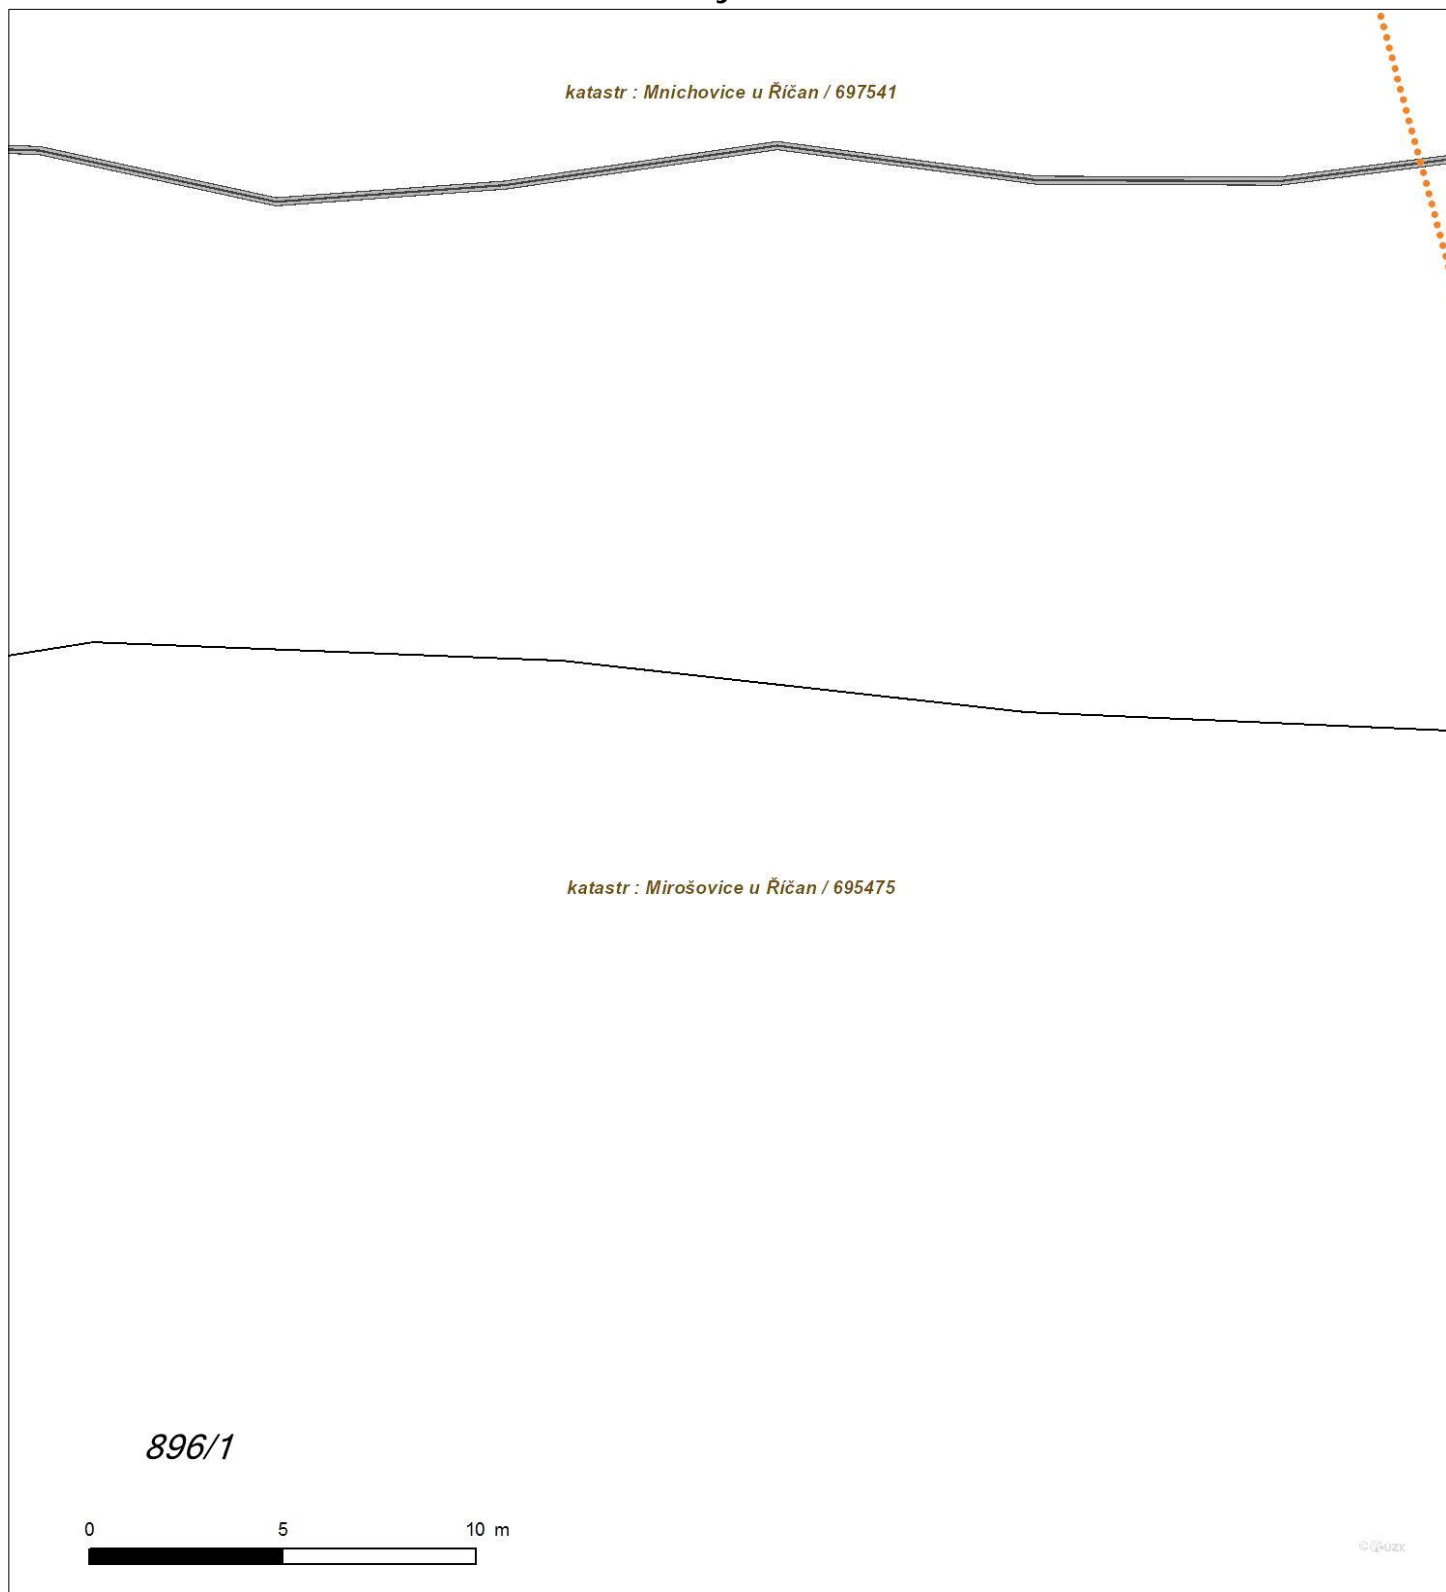 katastr : Mnichovice u Říčan / 697541
katastr : Mirošovice u Říčan / 695475
896/1
0 5 10 m